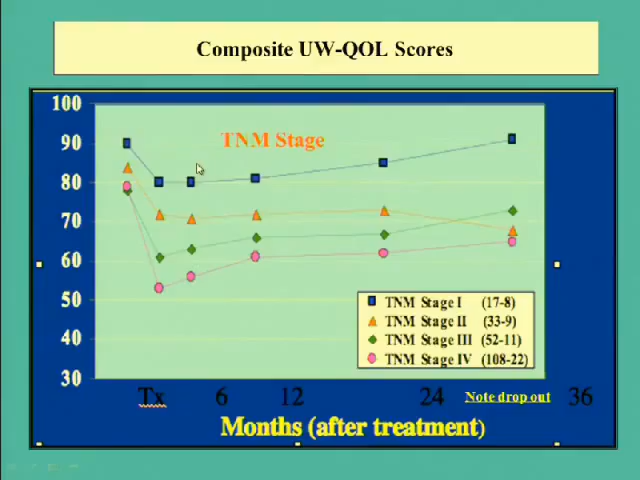 Composite UW-QOL Scores
TNM Stage
100
90
80
70
60
50
40
30
TNM Stage I (17-8)
TNM Stage II (33-9)
TNM Stage III (52-11)
TNM Stage IV (108-22)
Tx 6 12 24 Note drop out 36
Months (after treatment)